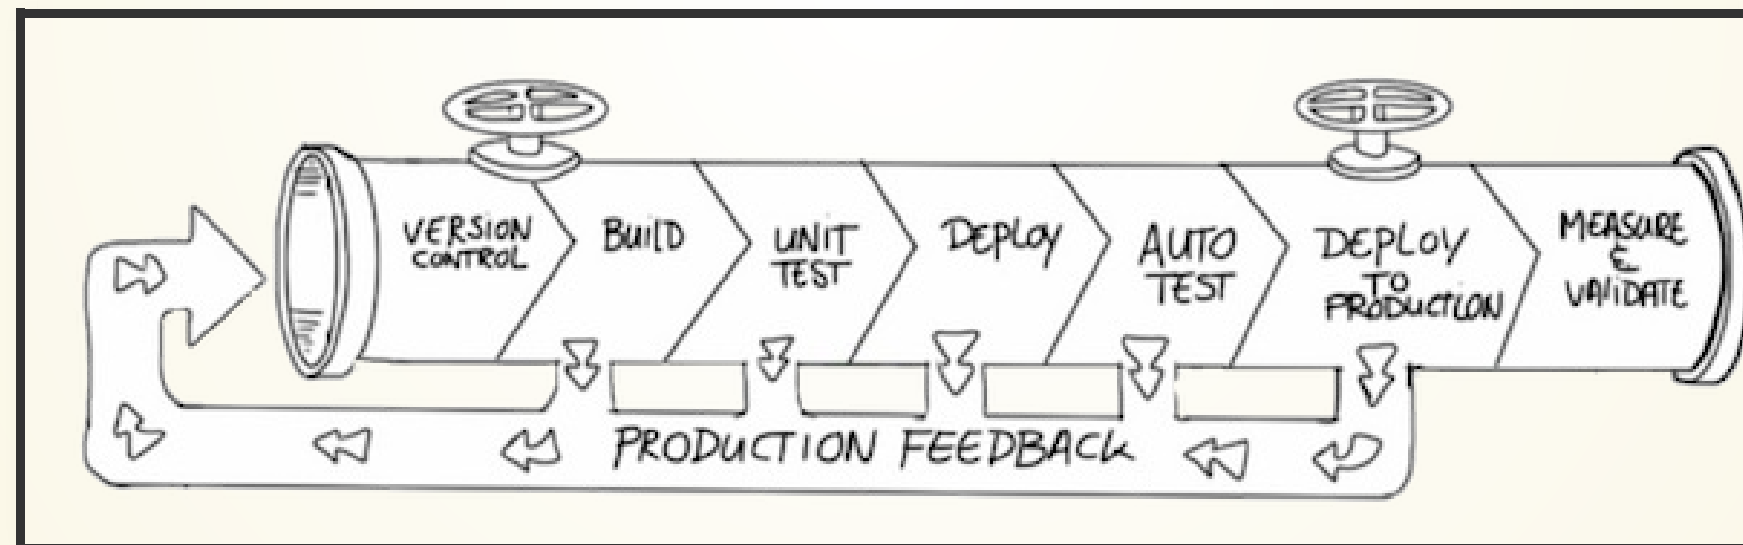 VERSION
CONTROL
BUILD
UNIT
TEST
DEPLOY
AUTO
TEST
DEPLOY
TO
PRODUCTION
MEASURE
&
VALIDATE
PRODUCTION FEEDBACK